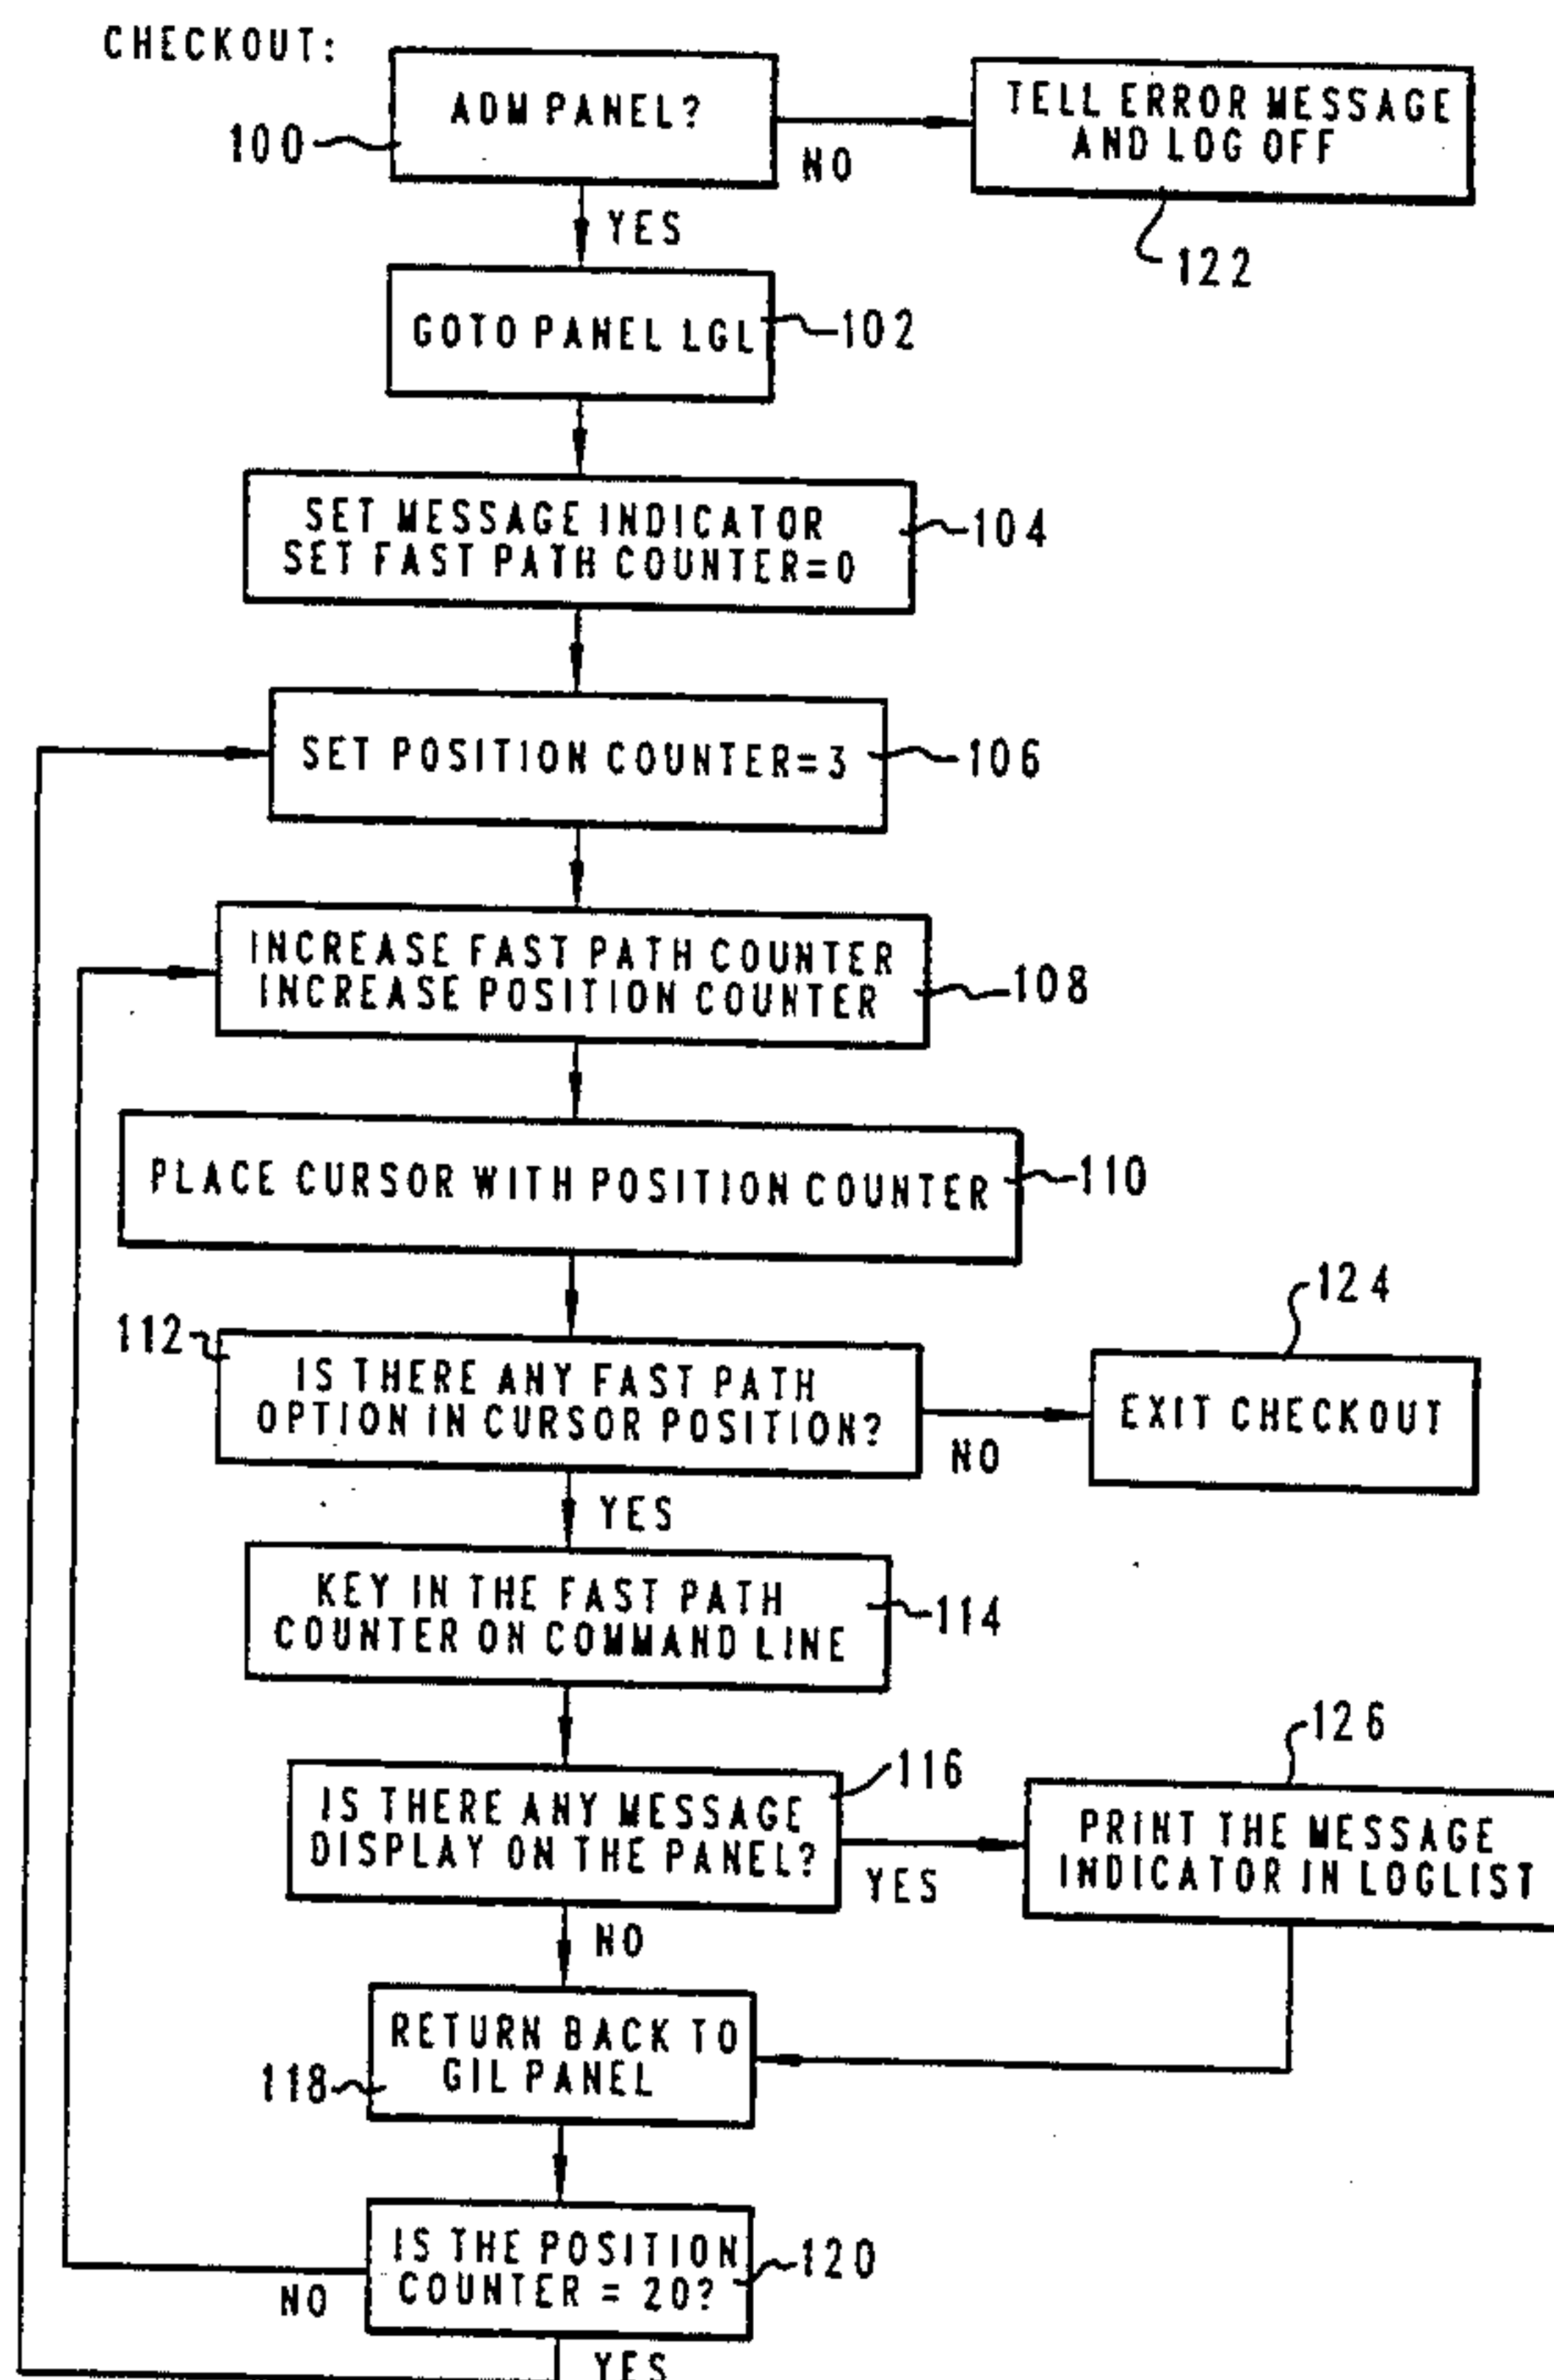 CHECKOUT:
ADM PANEL?
100
NO
TELL ERROR MESSAGE
AND LOG OFF
122
YES
GOTO PANEL LGL
102
SET MESSAGE INDICATOR
SET FAST PATH COUNTER=0
104
SET POSITION COUNTER=3
106
INCREASE FAST PATH COUNTER
INCREASE POSITION COUNTER
108
PLACE CURSOR WITH POSITION COUNTER
110
112
IS THERE ANY FAST PATH
OPTION IN CURSOR POSITION?
NO
124
EXIT CHECKOUT
YES
KEY IN THE FAST PATH
COUNTER ON COMMAND LINE
114
IS THERE ANY MESSAGE
DISPLAY ON THE PANEL?
116
YES
126
PRINT THE MESSAGE
INDICATOR IN LOGLIST
NO
RETURN BACK TO
GIL PANEL
118
IS THE POSITION
COUNTER = 20?
120
NO
YES